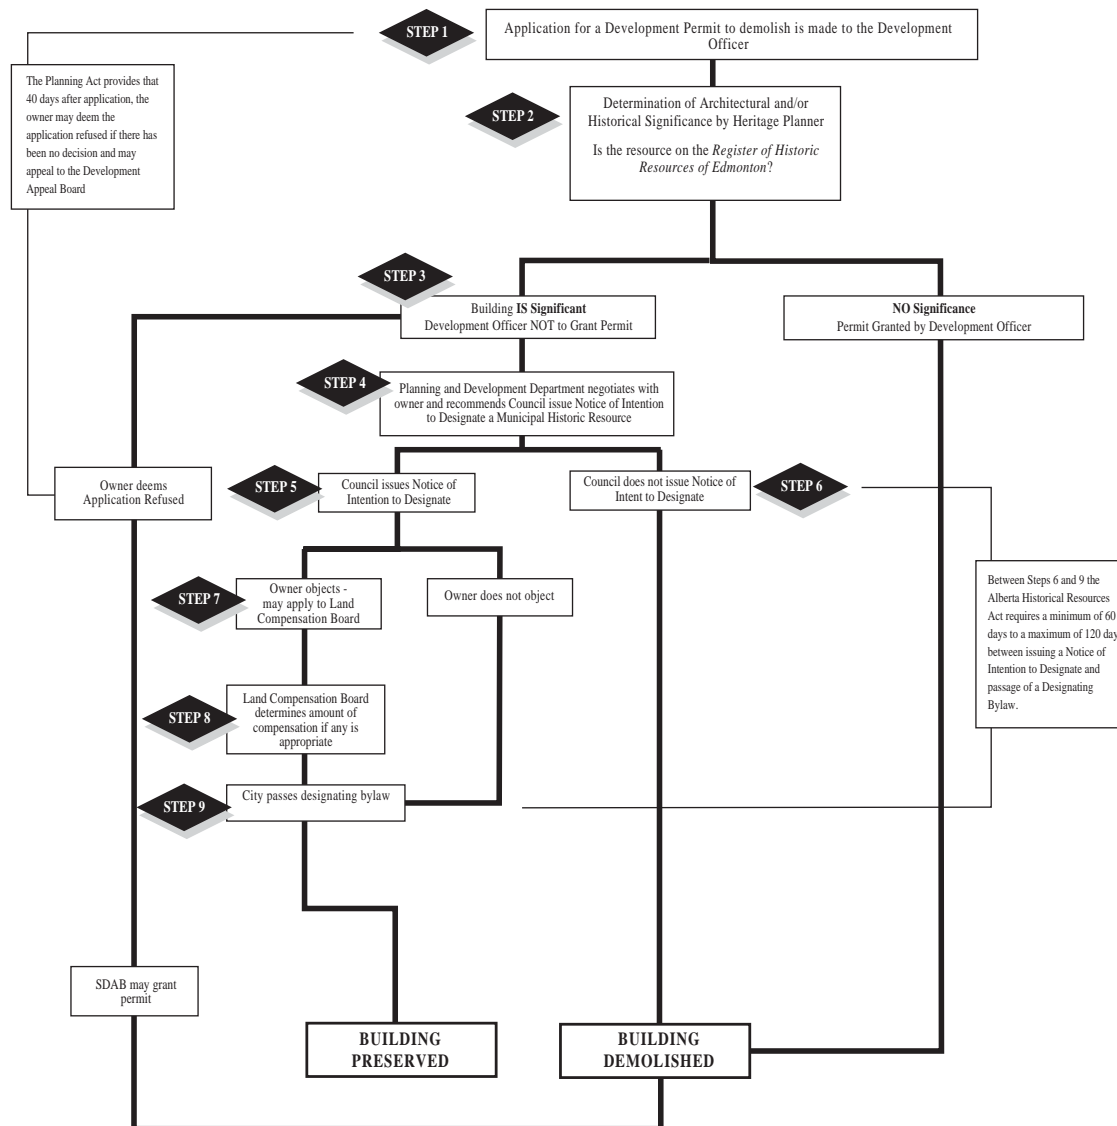 STEP 1
Application for a Development Permit to demolish is made to the Development
Officer
The Planning Act provides that
40 days after application, the
owner may deem the
application refused if there has
been no decision and may
appeal to the Development
Appeal Board
STEP 2
Determination of Architectural and/or
Historical Significance by Heritage Planner
Is the resource on the Register of Historic
Resources of Edmonton?
STEP 3
Building IS Significant
Development Officer NOT to Grant Permit
NO Significance
Permit Granted by Development Officer
STEP 4
Planning and Development Department negotiates with
owner and recommends Council issue Notice of Intention
to Designate a Municipal Historic Resource
Owner deems
Application Refused
STEP 5
Council issues Notice of
Intention to Designate
Council does not issue Notice of
Intent to Designate
STEP 6
STEP 7
Owner objects -
may apply to Land
Compensation Board
Owner does not object
Between Steps 6 and 9 the
Alberta Historical Resources
Act requires a minimum of 60
days to a maximum of 120 day
between issuing a Notice of
Intention to Designate and
passage of a Designating
Bylaw.
STEP 8
Land Compensation Board
determines amount of
compensation if any is
appropriate
STEP 9
City passes designating bylaw
SDAB may grant
permit
BUILDING
PRESERVED
BUILDING
DEMOLISHED